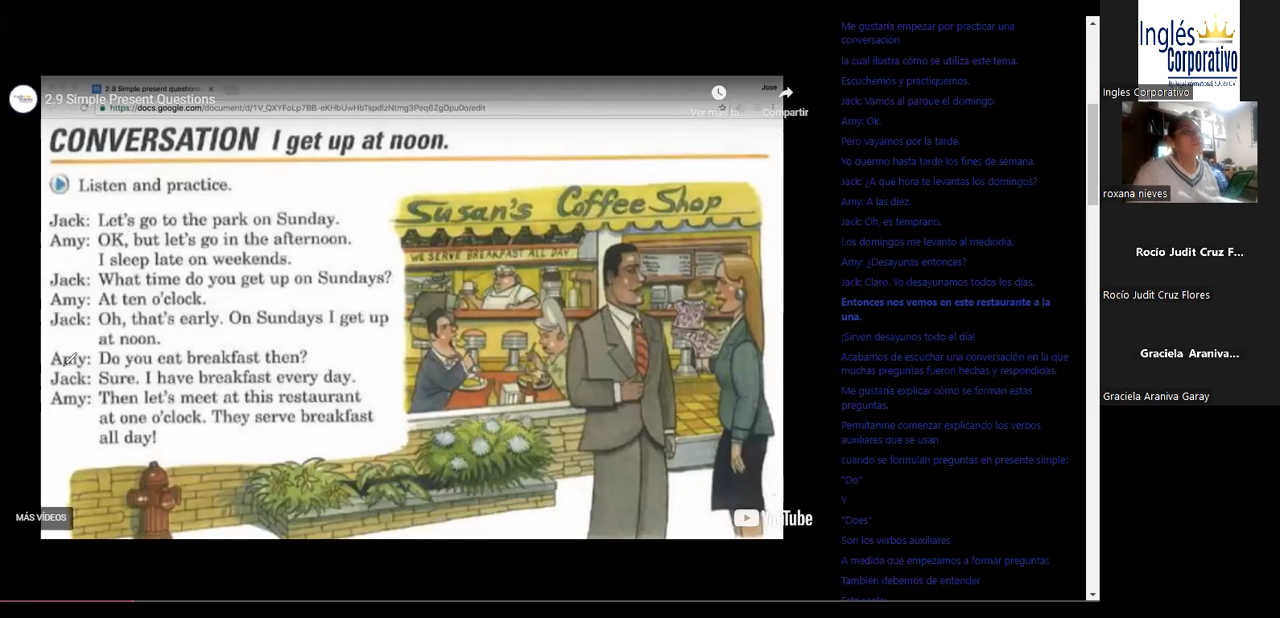 2.9 Simple Present questions
Jose
https://docs.google.com/document/d/
2.9 Simple Present Questions
Compartir
CONVERSATION I get up at noon.
Listen and practice.
Jack: Let's go to the park on Sunday.
Amy: OK, but let's go in the afternoon.
I sleep late on weekends.
Jack: What time do you get up on Sundays?
Amy: At ten o'clock.
Jack: Oh, that's early. On Sundays I get up
at noon.
Amy: Do you eat breakfast then?
Jack: Sure. I have breakfast every day.
Amy: Then let's meet at this restaurant
at one o'clock. They serve breakfast
all day!
Susan's Coffee Shop
WE SERVE BREAKFAST ALL DAY
MÁS VÍDEOS
YouTube
Me gustaría empezar por practicar una
conversación
la cual ilustra cómo se utiliza este tema.
Escuchemos y practiquemos.
Jack: Vamos al parque el domingo.
Amy: Ok.
Pero vayamos por la tarde.
Yo duermo hasta tarde los fines de semana.
Jack: ¿A qué hora te levantas los domingos?
Amy: A las diez.
Jack: Oh, es temprano.
Los domingos me levanto al mediodía.
Amy: ¿Desayunas entonces?
Jack: Claro. Yo desayunamos todos los días.
Entonces nos vemos en este restaurante a la
una.
¡Sirven desayunos todo el día!
Acabamos de escuchar una conversación en la que
muchas preguntas fueron hechas y respondidas.
Me gustaría explicar cómo se forman estas
preguntas.
Permítanme comenzar explicando los verbos
auxiliares que se usan
cuando se formulan preguntas en presente simple:
"Do"
Y
"Does"
Son los verbos auxiliares
A medida que empezamos a formar preguntas
También debemos de entender
Inglés
Corporativo
Ingles Corporativo
roxana nieves
Rocío Judit Cruz F...
Rocío Judit Cruz Flores
Graciela Araniva...
Graciela Araniva Garay